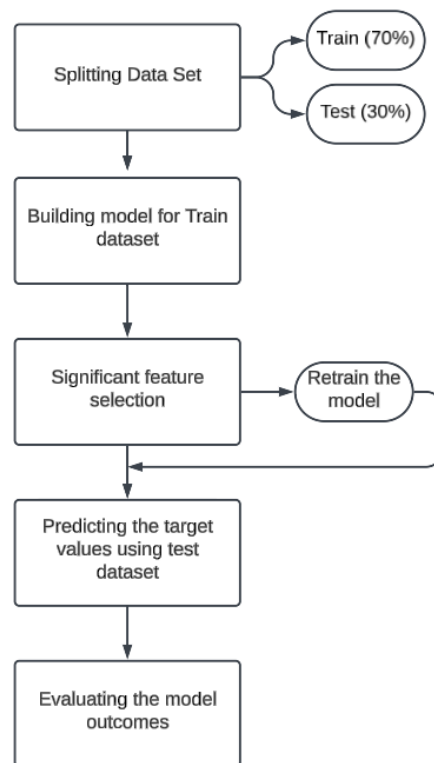 Train (70%)
Splitting Data Set
Test (30%)
Building model for Train
dataset
Significant feature
selection
Retrain the
model
Predicting the target
values using test
dataset
Evaluating the model
outcomes